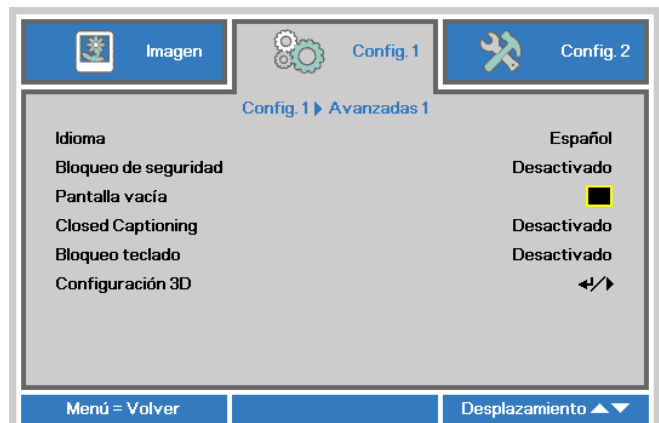 Imagen
Config. 1
Config. 2
Config. 1 Avanzadas 1
Idioma Español
Bloqueo de seguridad Desactivado
Pantalla vacía
Closed Captioning Desactivado
Bloqueo teclado Desactivado
Configuración 3D
Menú = Volver
Desplazamiento